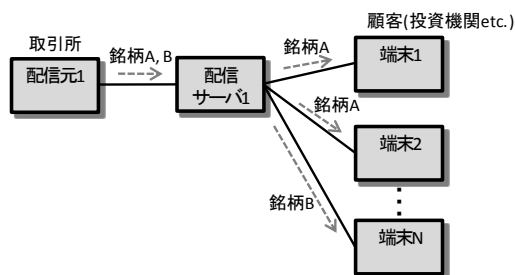 顧客(投資機関etc.)
取引所
銘柄A, B
銘柄A
配信元1
配信
サーバ1
端末1
銘柄A
端末2
銘柄B
端末N